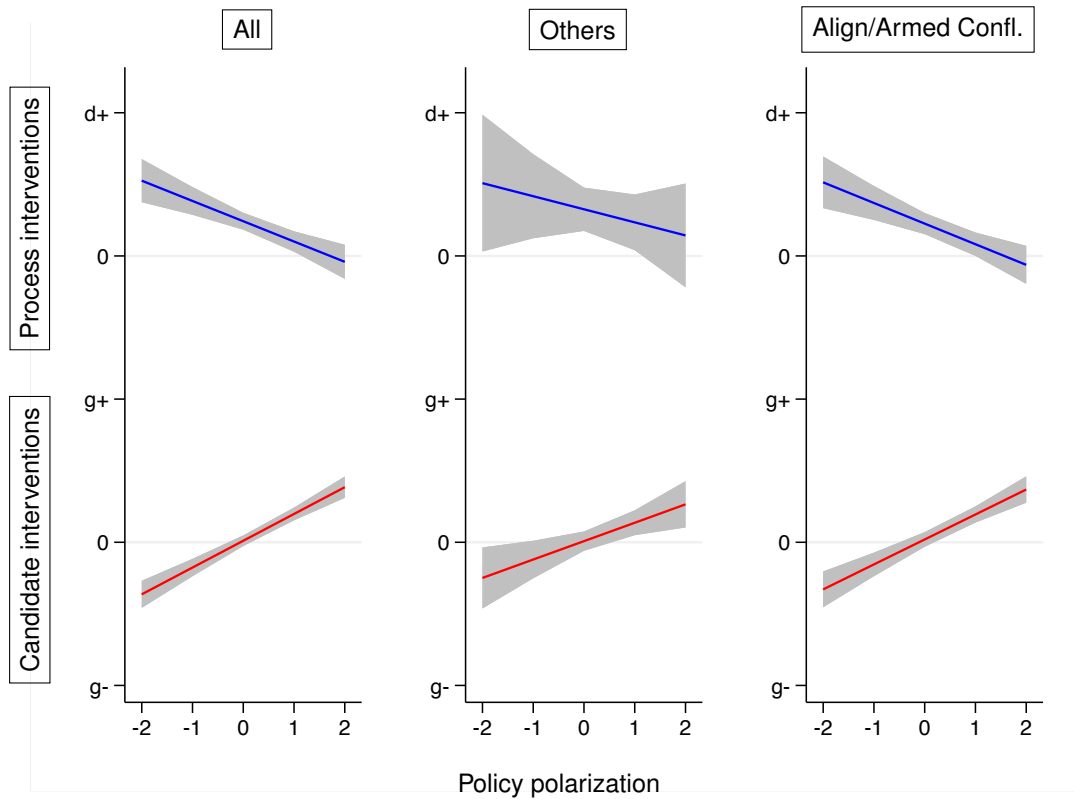 All
Others
Align/Armed Confl.
Process interventions
d+
0
d+
0
d+
0
Candidate interventions
g+
0
g-
g+
0
g-
g+
0
g-
-2 -1 0 1 2
-2 -1 0 1 2
-2 -1 0 1 2
Policy polarization